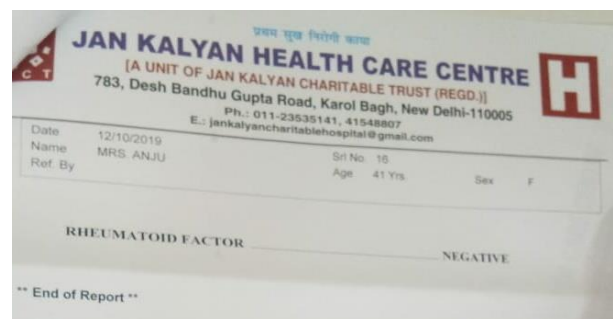 प्रथम सुख निरोगी काया
JAN KALYAN HEALTH CARE CENTRE
[A UNIT OF JAN KALYAN CHARITABLE TRUST (REGD.)]
783, Desh Bandhu Gupta Road, Karol Bagh, New Delhi-110005
Ph.: 011-23535141, 41548807
E.: jankalyancharitablehospital@gmail.com
C T
H
Date 12/10/2019 Srl No. 16
Name MRS. ANJU Age 41 Yrs. Sex F
Ref. By
RHEUMATOID FACTOR NEGATIVE
** End of Report **